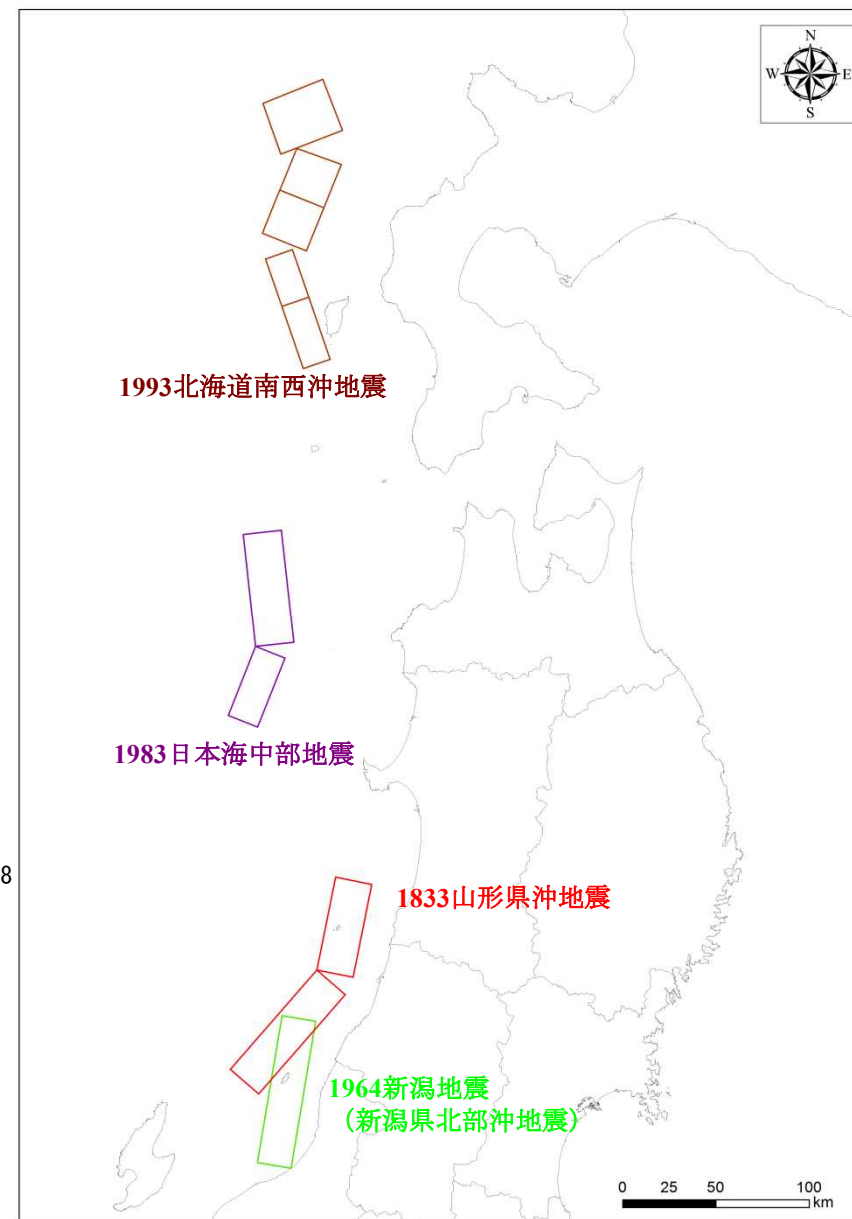 N
W E
S
1993北海道南西沖地震
1983日本海中部地震
8
1833山形県沖地震
1964新潟地震
（新潟県北部沖地震）
0 25 50 100
km